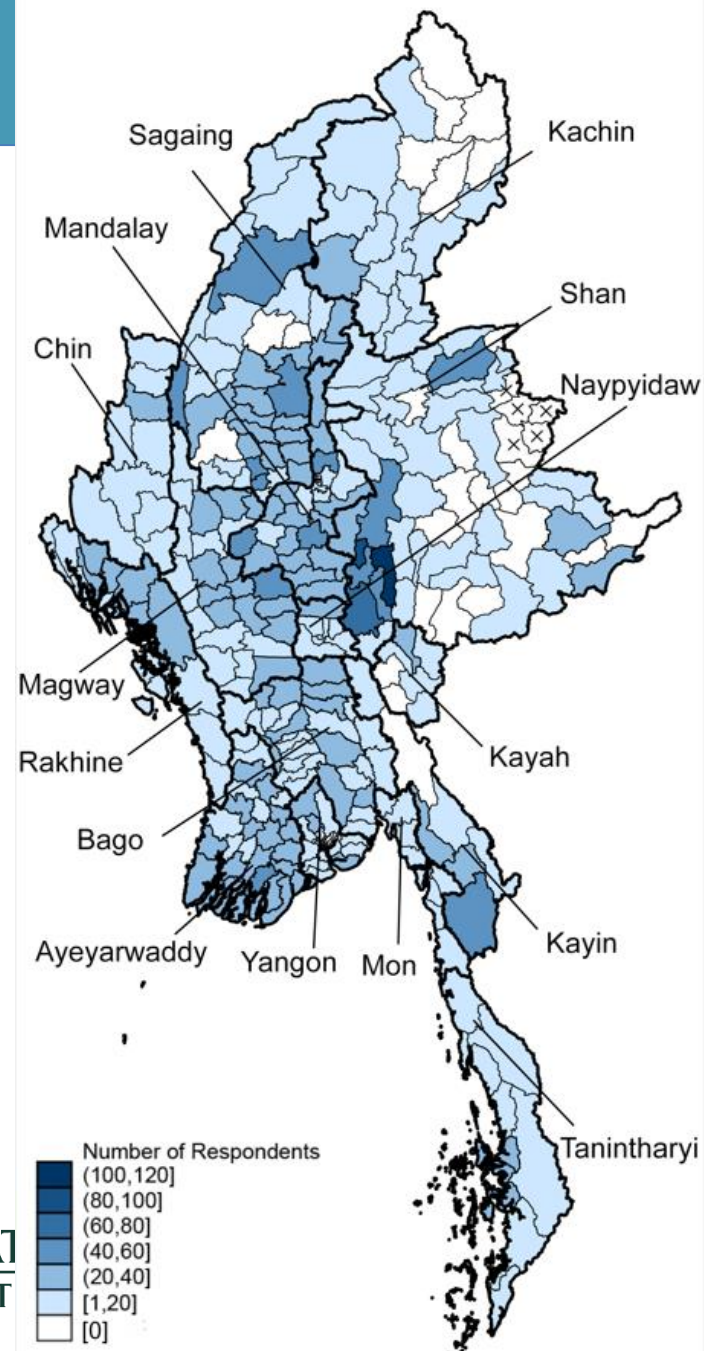 Sagaing
Kachin
Mandalay
Shan
Chin
Naypyidaw
Magway
Rakhine
Kayah
Bago
Ayeyarwaddy
Yangon
Mon
Kayin
Tanintharyi
Number of Respondents
(100,120]
(80,100]
(60,80]
(40,60]
(20,40]
[1,20]
[0]